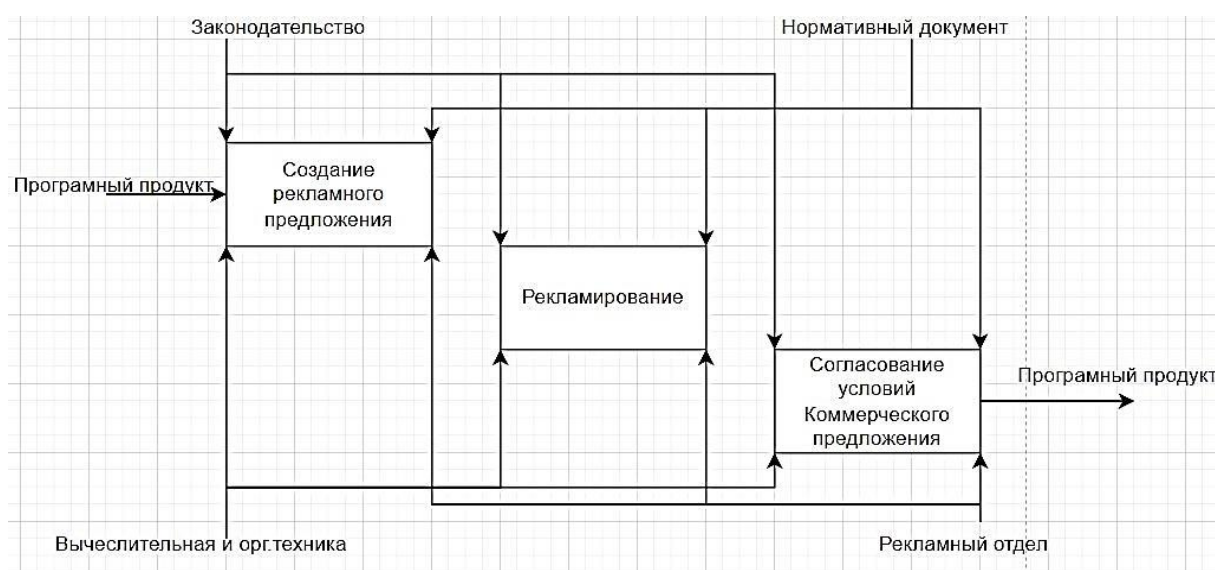 Законодательство
Нормативный документ
Програмный продукт
Создание
рекламного
предложения
Рекламирование
Согласование
условий
Коммерческого
предложения
Програмный продукт
Вычеслительная и орг.техника
Рекламный отдел